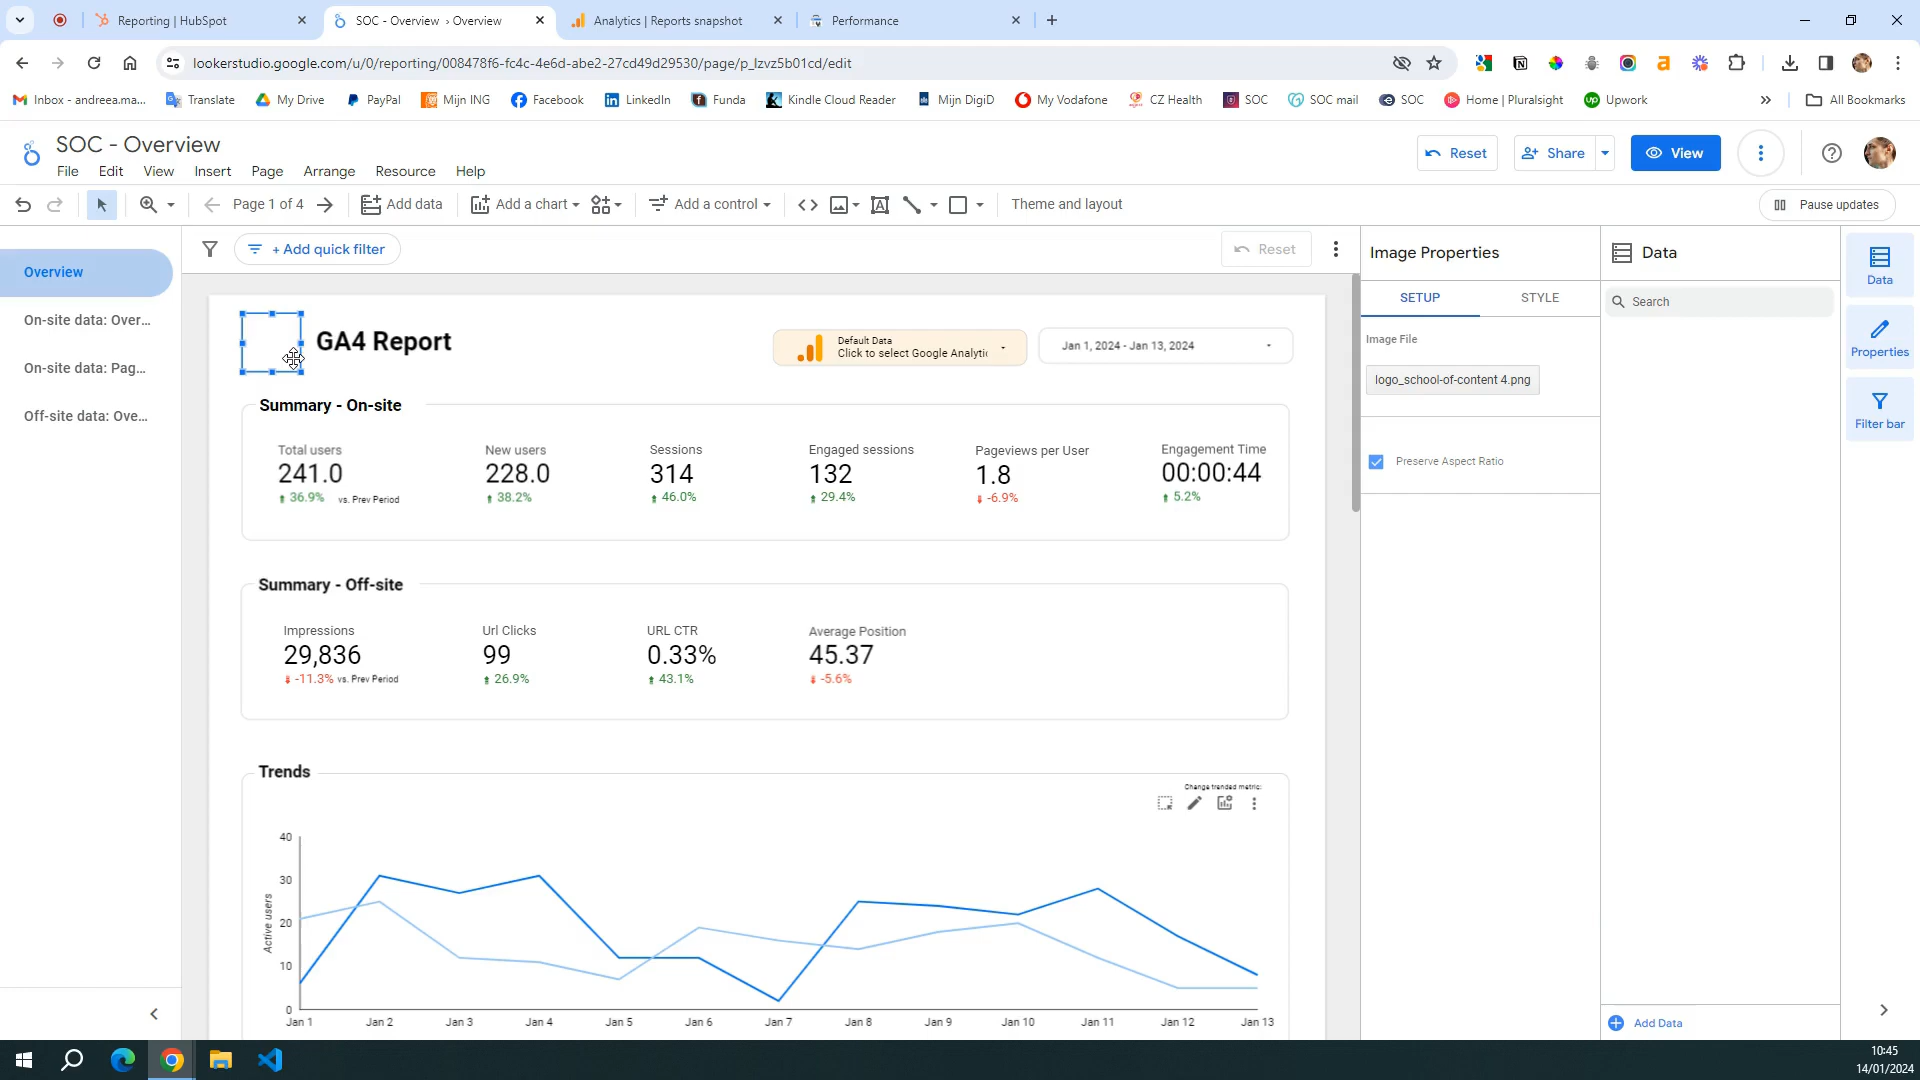 Reporting | HubSpot
SOC - Overview › Overview
Analytics | Reports snapshot
Performance
lookerstudio.google.com/u/0/reporting/008478f6-fc4c-4e6d-abe2-27cd49d29530/page/p_lzvz5b01cd/edit
Inbox - andreea.ma...
Translate
My Drive
PayPal
Mijn ING
Facebook
LinkedIn
Funda
Kindle Cloud Reader
Mijn DigiD
My Vodafone
CZ Health
SOC
SOC mail
SOC
Home | Pluralsight
Upwork
All Bookmarks
SOC - Overview
File Edit View Insert Page Arrange Resource Help
Reset
Share
View
Page 1 of 4
Add data
Add a chart
Add a control
Theme and layout
Pause updates
Overview
On-site data: Over...
On-site data: Pag...
Off-site data: Ove...
+ Add quick filter
Reset
GA4 Report
Default Data
Click to select Google Analytic
Jan 1, 2024 - Jan 13, 2024
Summary - On-site
Total users
241.0
36.9% vs. Prev Period
New users
228.0
38.2%
Sessions
314
46.0%
Engaged sessions
132
29.4%
Pageviews per User
1.8
-6.9%
Engagement Time
00:00:44
5.2%
Summary - Off-site
Impressions
29,836
-11.3% vs. Prev Period
Url Clicks
99
26.9%
URL CTR
0.33%
43.1%
Average Position
45.37
-5.6%
Trends
Change trended metric:
Active users
40
30
20
10
0
Jan 1 Jan 2 Jan 3 Jan 4 Jan 5 Jan 6 Jan 7 Jan 8 Jan 9 Jan 10 Jan 11 Jan 12 Jan 13
Image Properties
SETUP
STYLE
Image File
logo_school-of-content 4.png
Preserve Aspect Ratio
Data
Search
Add Data
Data
Properties
Filter bar
10:45
14/01/2024